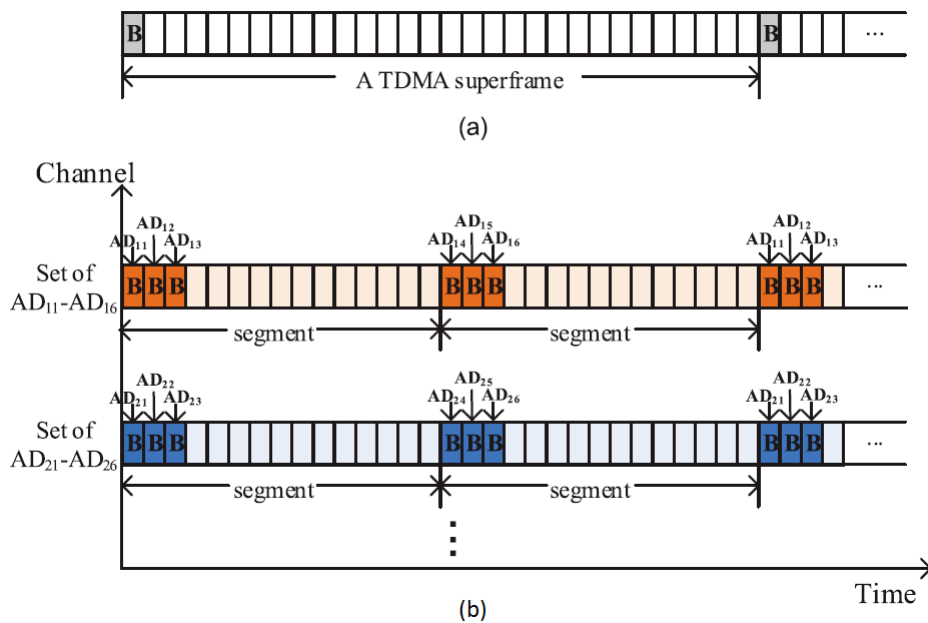 B B ...
A TDMA superframe
(a)
Channel
AD12 AD15 AD12
AD11 AD13 AD14 AD16 AD11 AD13
Set of
AD11-AD16
B B B B B B B B B ...
segment segment
AD22 AD25 AD22
AD21 AD23 AD24 AD26 AD21 AD23
Set of
AD21-AD26
B B B B B B B B B ...
segment segment
Time
(b)